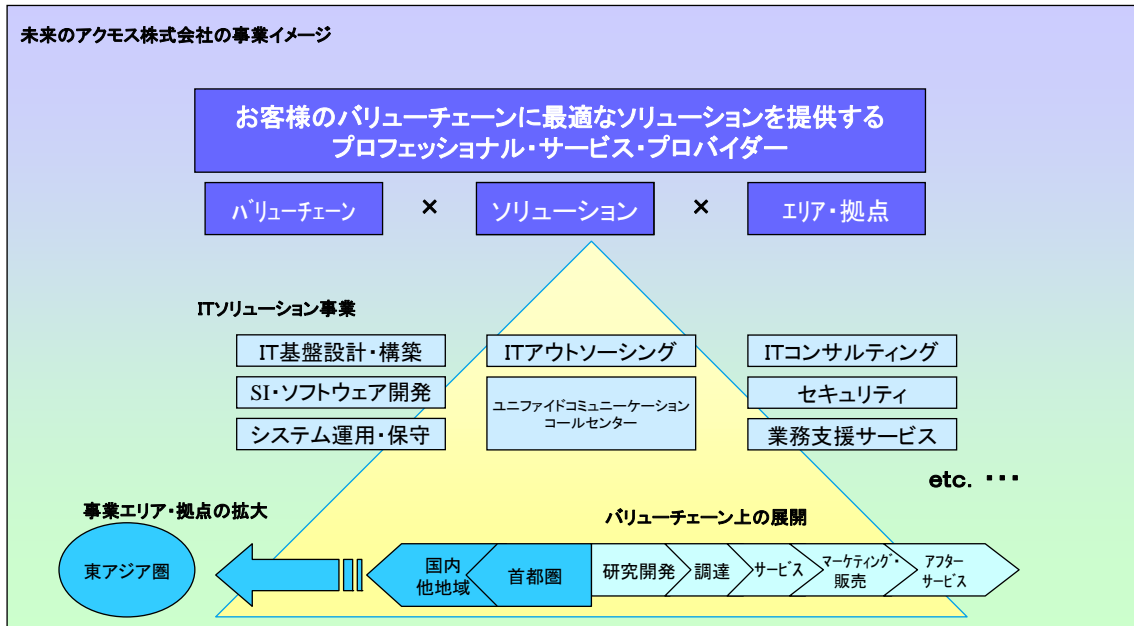 未来のアクモス株式会社の事業イメージ
お客様のバリューチェーンに最適なソリューションを提供する
プロフェッショナル・サービス・プロバイダー
バリューチェーン
×
ソリューション
×
エリア・拠点
ITソリューション事業
IT基盤設計・構築
ITアウトソーシング
ITコンサルティング
SI・ソフトウェア開発
ユニファイドコミュニケーション
コールセンター
セキュリティ
システム運用・保守
業務支援サービス
etc. ・・・
事業エリア・拠点の拡大
バリューチェーン上の展開
東アジア圏
国内
他地域
首都圏
研究開発
調達
サービス
マーケティング・
販売
アフター
サービス